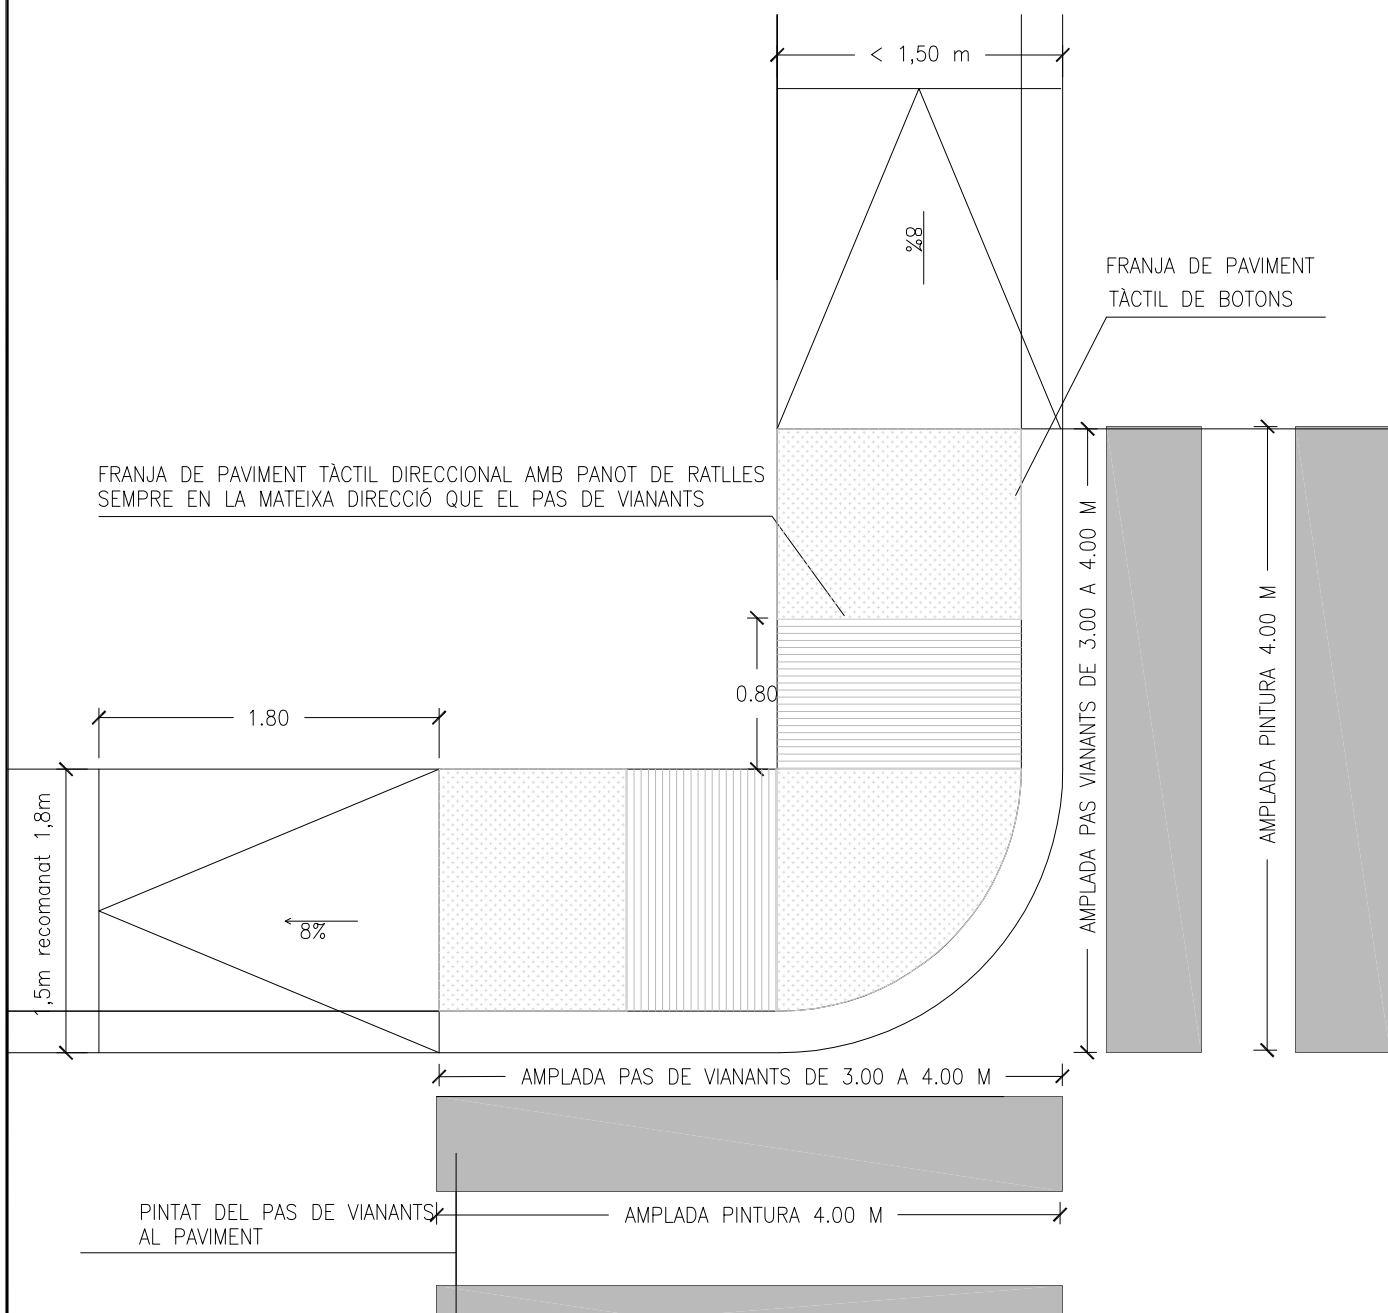 < 1,50 m
8%
FRANJA DE PAVIMENT
TÀCTIL DE BOTONS
FRANJA DE PAVIMENT TÀCTIL DIRECCIONAL AMB PANOT DE RATLLES
SEMPRE EN LA MATEIXA DIRECCIÓ QUE EL PAS DE VIANANTS
AMPLADA PAS VIANANTS DE 3.00 A 4.00 M
AMPLADA PINTURA 4.00 M
0.80
1.80
1,5m recomanat 1,8m
8%
AMPLADA PAS DE VIANANTS DE 3.00 A 4.00 M
PINTAT DEL PAS DE VIANANTS
AL PAVIMENT
AMPLADA PINTURA 4.00 M